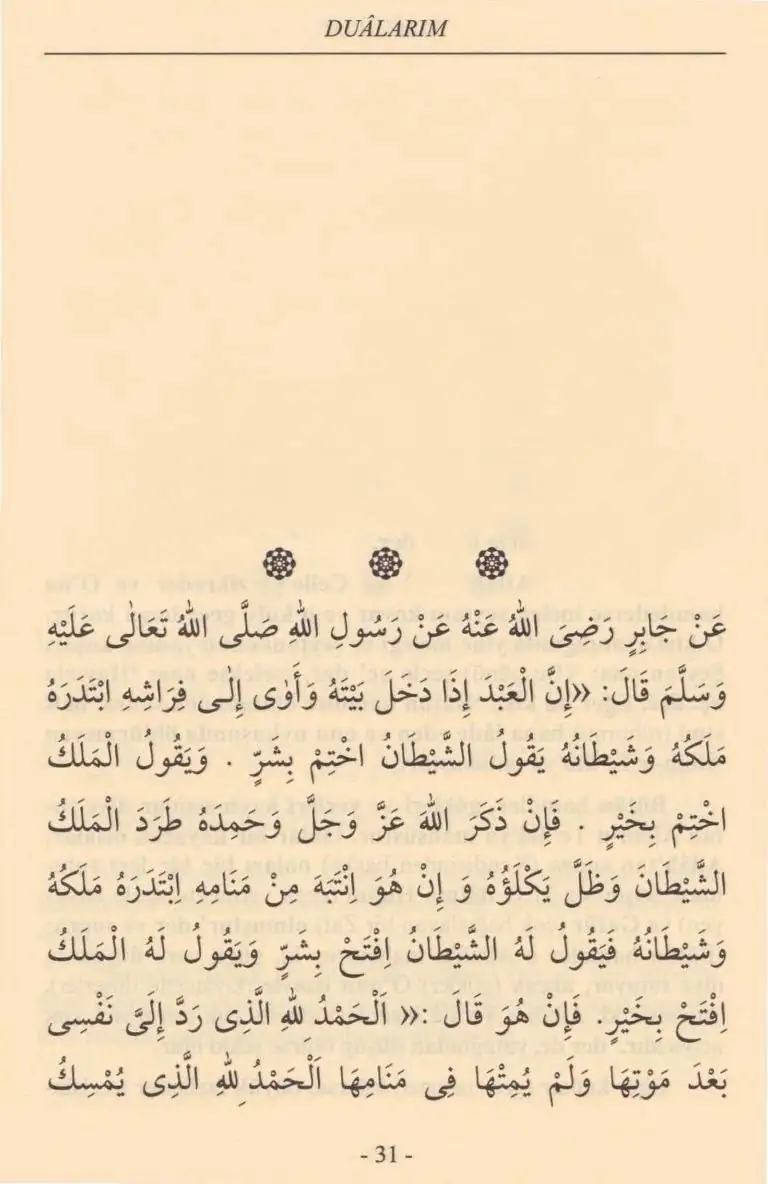 DUÂLARIM
عَنْ جَابِرٍ رَضِىَ اللّٰهُ عَنْهُ عَنْ رَسُولِ اللّٰهِ صَلَّى اللّٰهُ تَعَالٰى عَلَيْهِ
وَسَلَّمَ قَالَ: «إِنَّ الْعَبْدَ إِذَا دَخَلَ بَيْتَهُ وَأَوٰى إِلٰى فِرَاشِهِ ابْتَدَرَهُ
مَلَكُهُ وَشَيْطَانُهُ يَقُولُ الشَّيْطَانُ اخْتِمْ بِشَرٍّ . وَيَقُولُ الْمَلَكُ
اخْتِمْ بِخَيْرٍ . فَإِنْ ذَكَرَ اللّٰهَ عَزَّ وَجَلَّ وَحَمِدَهُ طَرَدَ الْمَلَكُ
الشَّيْطَانَ وَظَلَّ يَكْلَؤُهُ وَ إِنْ هُوَ اِنْتَبَهَ مِنْ مَنَامِهِ اِبْتَدَرَهُ مَلَكُهُ
وَشَيْطَانُهُ فَيَقُولُ لَهُ الشَّيْطَانُ اِفْتَحْ بِشَرٍّ وَيَقُولُ لَهُ الْمَلَكُ
اِفْتَحْ بِخَيْرٍ. فَإِنْ هُوَ قَالَ :« اَلْحَمْدُ لِلّٰهِ الَّذِى رَدَّ إِلَىَّ نَفْسِى
بَعْدَ مَوْتِهَا وَلَمْ يُمِتْهَا فِى مَنَامِهَا اَلْحَمْدُ لِلّٰهِ الَّذِى يُمْسِكُ
- 31 -